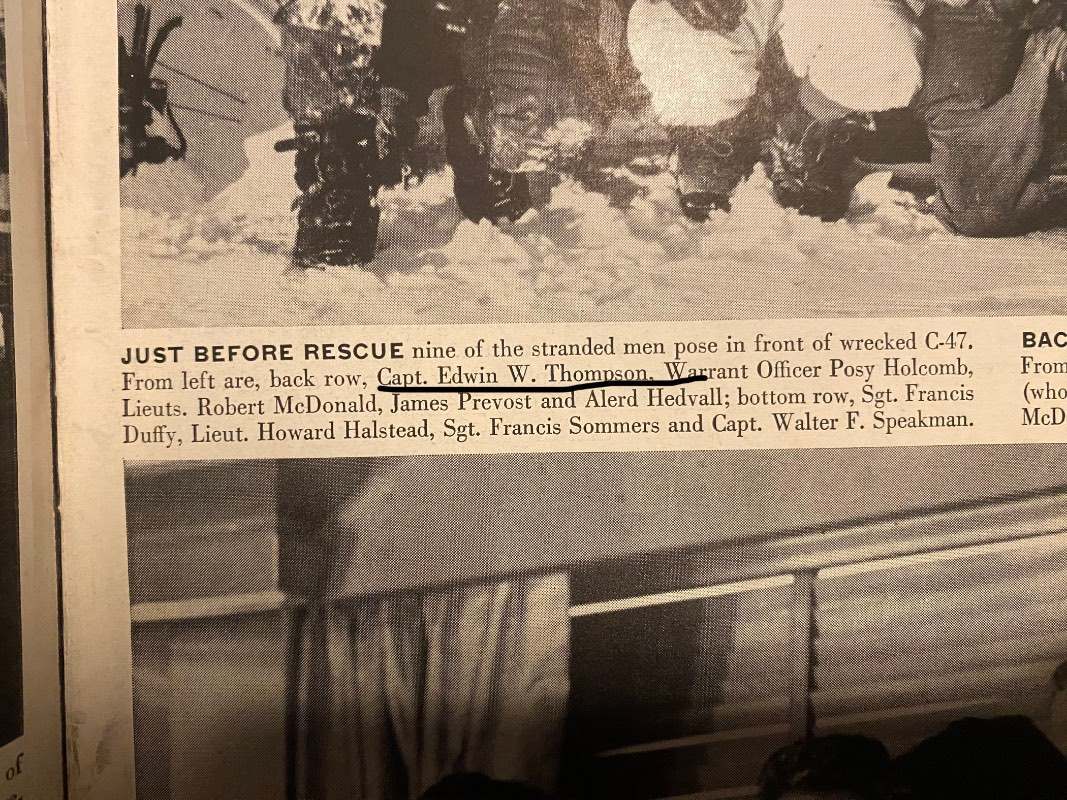 JUST BEFORE RESCUE nine of the stranded men pose in front of wrecked C-47.
From left are, back row, Capt. Edwin W. Thompson, Warrant Officer Posy Holcomb,
Lieuts. Robert McDonald, James Prevost and Alerd Hedvall; bottom row, Sgt. Francis
Duffy, Lieut. Howard Halstead, Sgt. Francis Sommers and Capt. Walter F. Speakman.
BAC
From
(who
McD
of